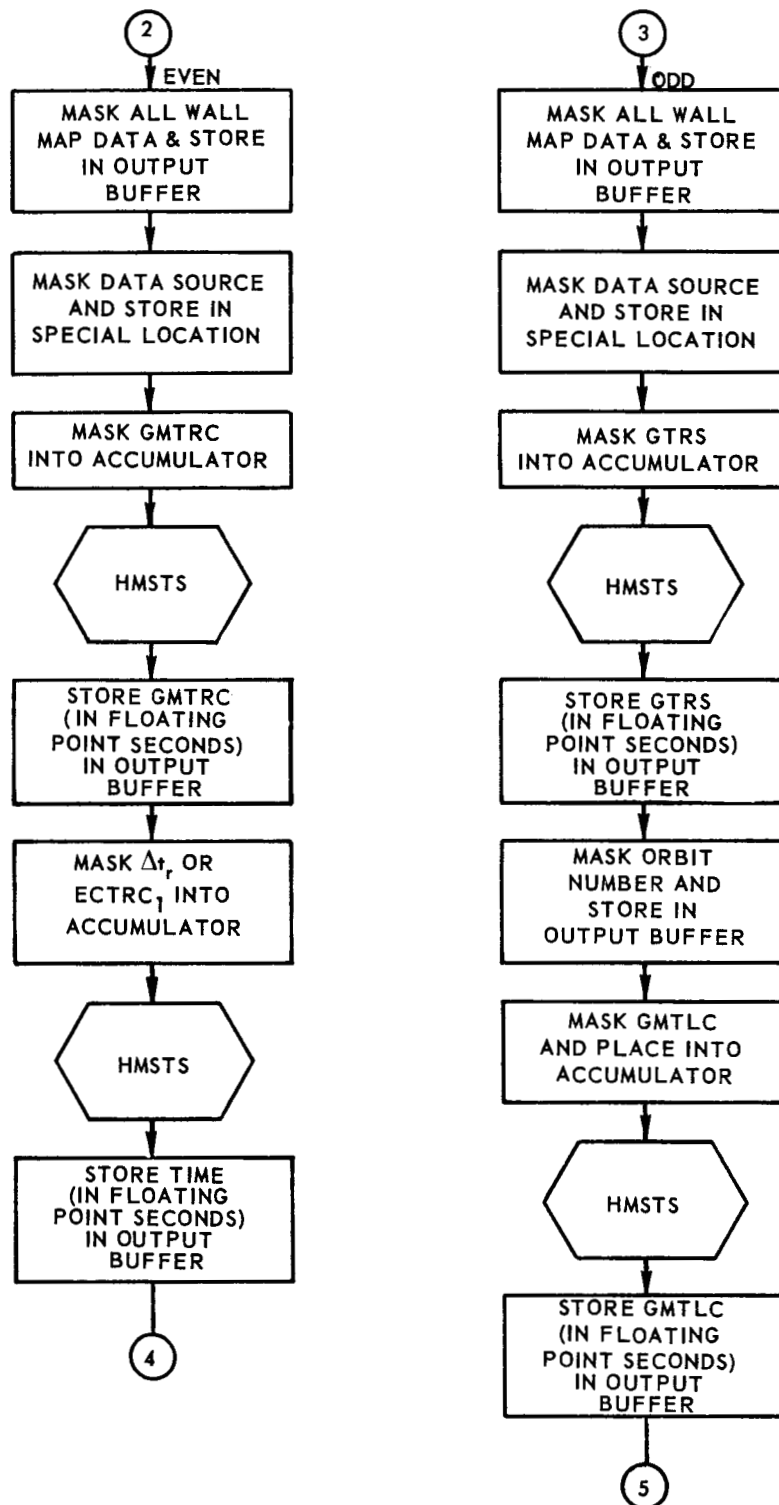 2
EVEN
MASK ALL WALL
MAP DATA & STORE
IN OUTPUT
BUFFER
MASK DATA SOURCE
AND STORE IN
SPECIAL LOCATION
MASK GMTRC
INTO ACCUMULATOR
HMSTS
STORE GMTRC
(IN FLOATING
POINT SECONDS)
IN OUTPUT
BUFFER
MASK Δtr OR
ECTRC1 INTO
ACCUMULATOR
HMSTS
STORE TIME
(IN FLOATING
POINT SECONDS)
IN OUTPUT
BUFFER
4
3
ODD
MASK ALL WALL
MAP DATA & STORE
IN OUTPUT
BUFFER
MASK DATA SOURCE
AND STORE IN
SPECIAL LOCATION
MASK GTRS
INTO ACCUMULATOR
HMSTS
STORE GTRS
(IN FLOATING
POINT SECONDS)
IN OUTPUT
BUFFER
MASK ORBIT
NUMBER AND
STORE IN
OUTPUT BUFFER
MASK GMTLC
AND PLACE INTO
ACCUMULATOR
HMSTS
STORE GMTLC
(IN FLOATING
POINT SECONDS)
IN OUTPUT
BUFFER
5